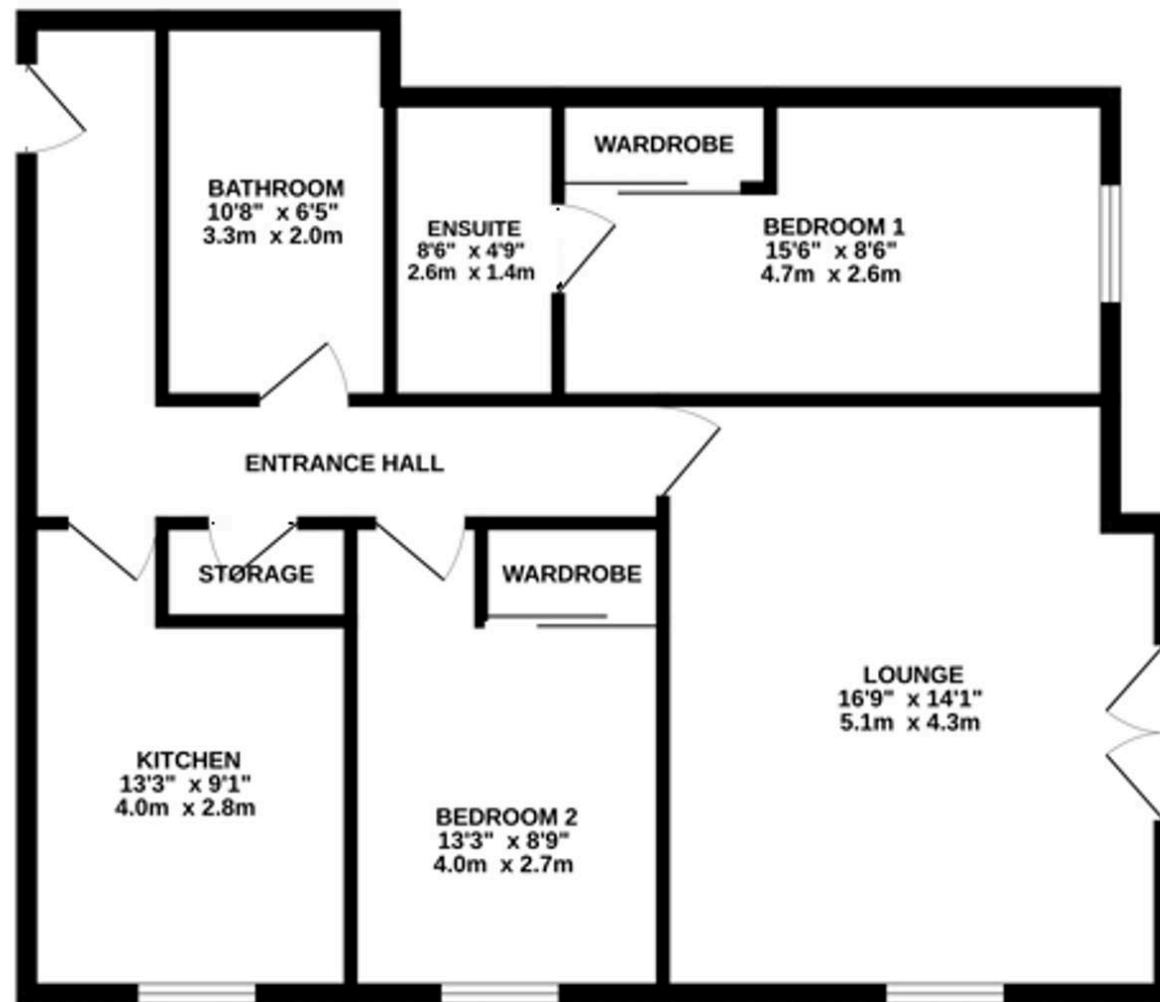 BATHROOM
10'8" x 6'5"
3.3m x 2.0m
ENSUITE
8'6" x 4'9"
2.6m x 1.4m
WARDROBE
BEDROOM 1
15'6" x 8'6"
4.7m x 2.6m
ENTRANCE HALL
STORAGE
WARDROBE
KITCHEN
13'3" x 9'1"
4.0m x 2.8m
BEDROOM 2
13'3" x 8'9"
4.0m x 2.7m
LOUNGE
16'9" x 14'1"
5.1m x 4.3m